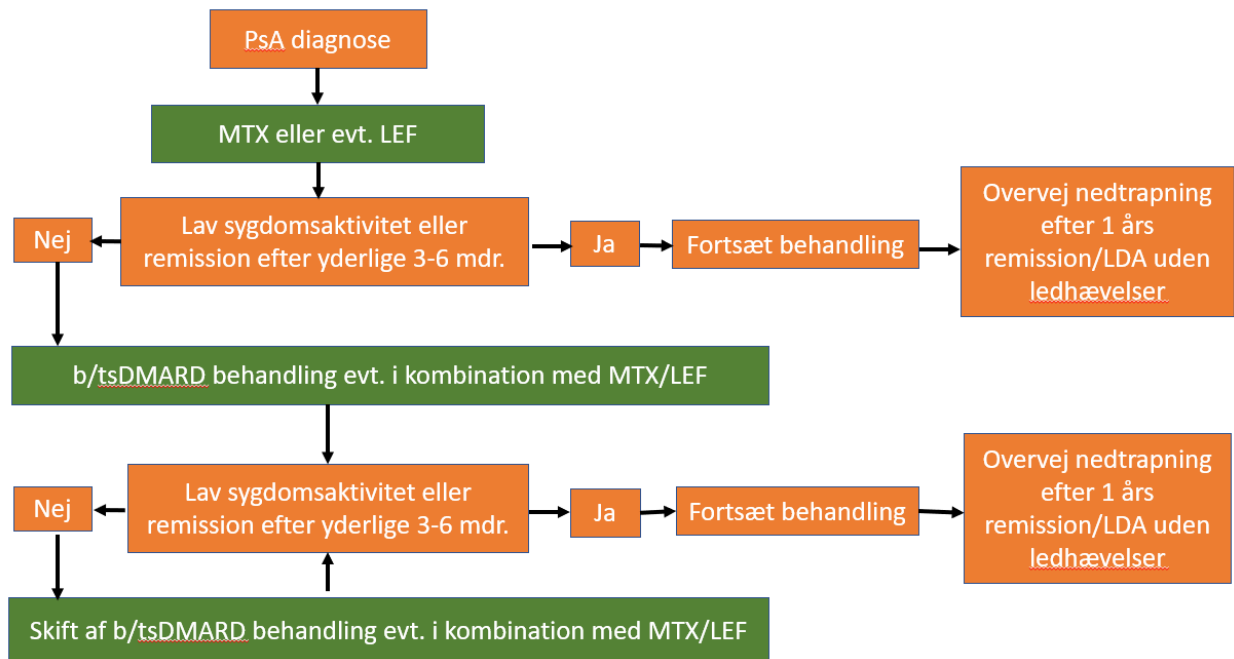 PsA diagnose
MTX eller evt. LEF
Lav sygdomsaktivitet eller
remission efter yderlige 3-6 mdr.
Nej
Ja
Fortsæt behandling
Overvej nedtrapning
efter 1 års
remission/LDA uden
ledhævelser
b/tsDMARD behandling evt. i kombination med MTX/LEF
Lav sygdomsaktivitet eller
remission efter yderlige 3-6 mdr.
Nej
Ja
Fortsæt behandling
Overvej nedtrapning
efter 1 års
remission/LDA uden
ledhævelser
Skift af b/tsDMARD behandling evt. i kombination med MTX/LEF